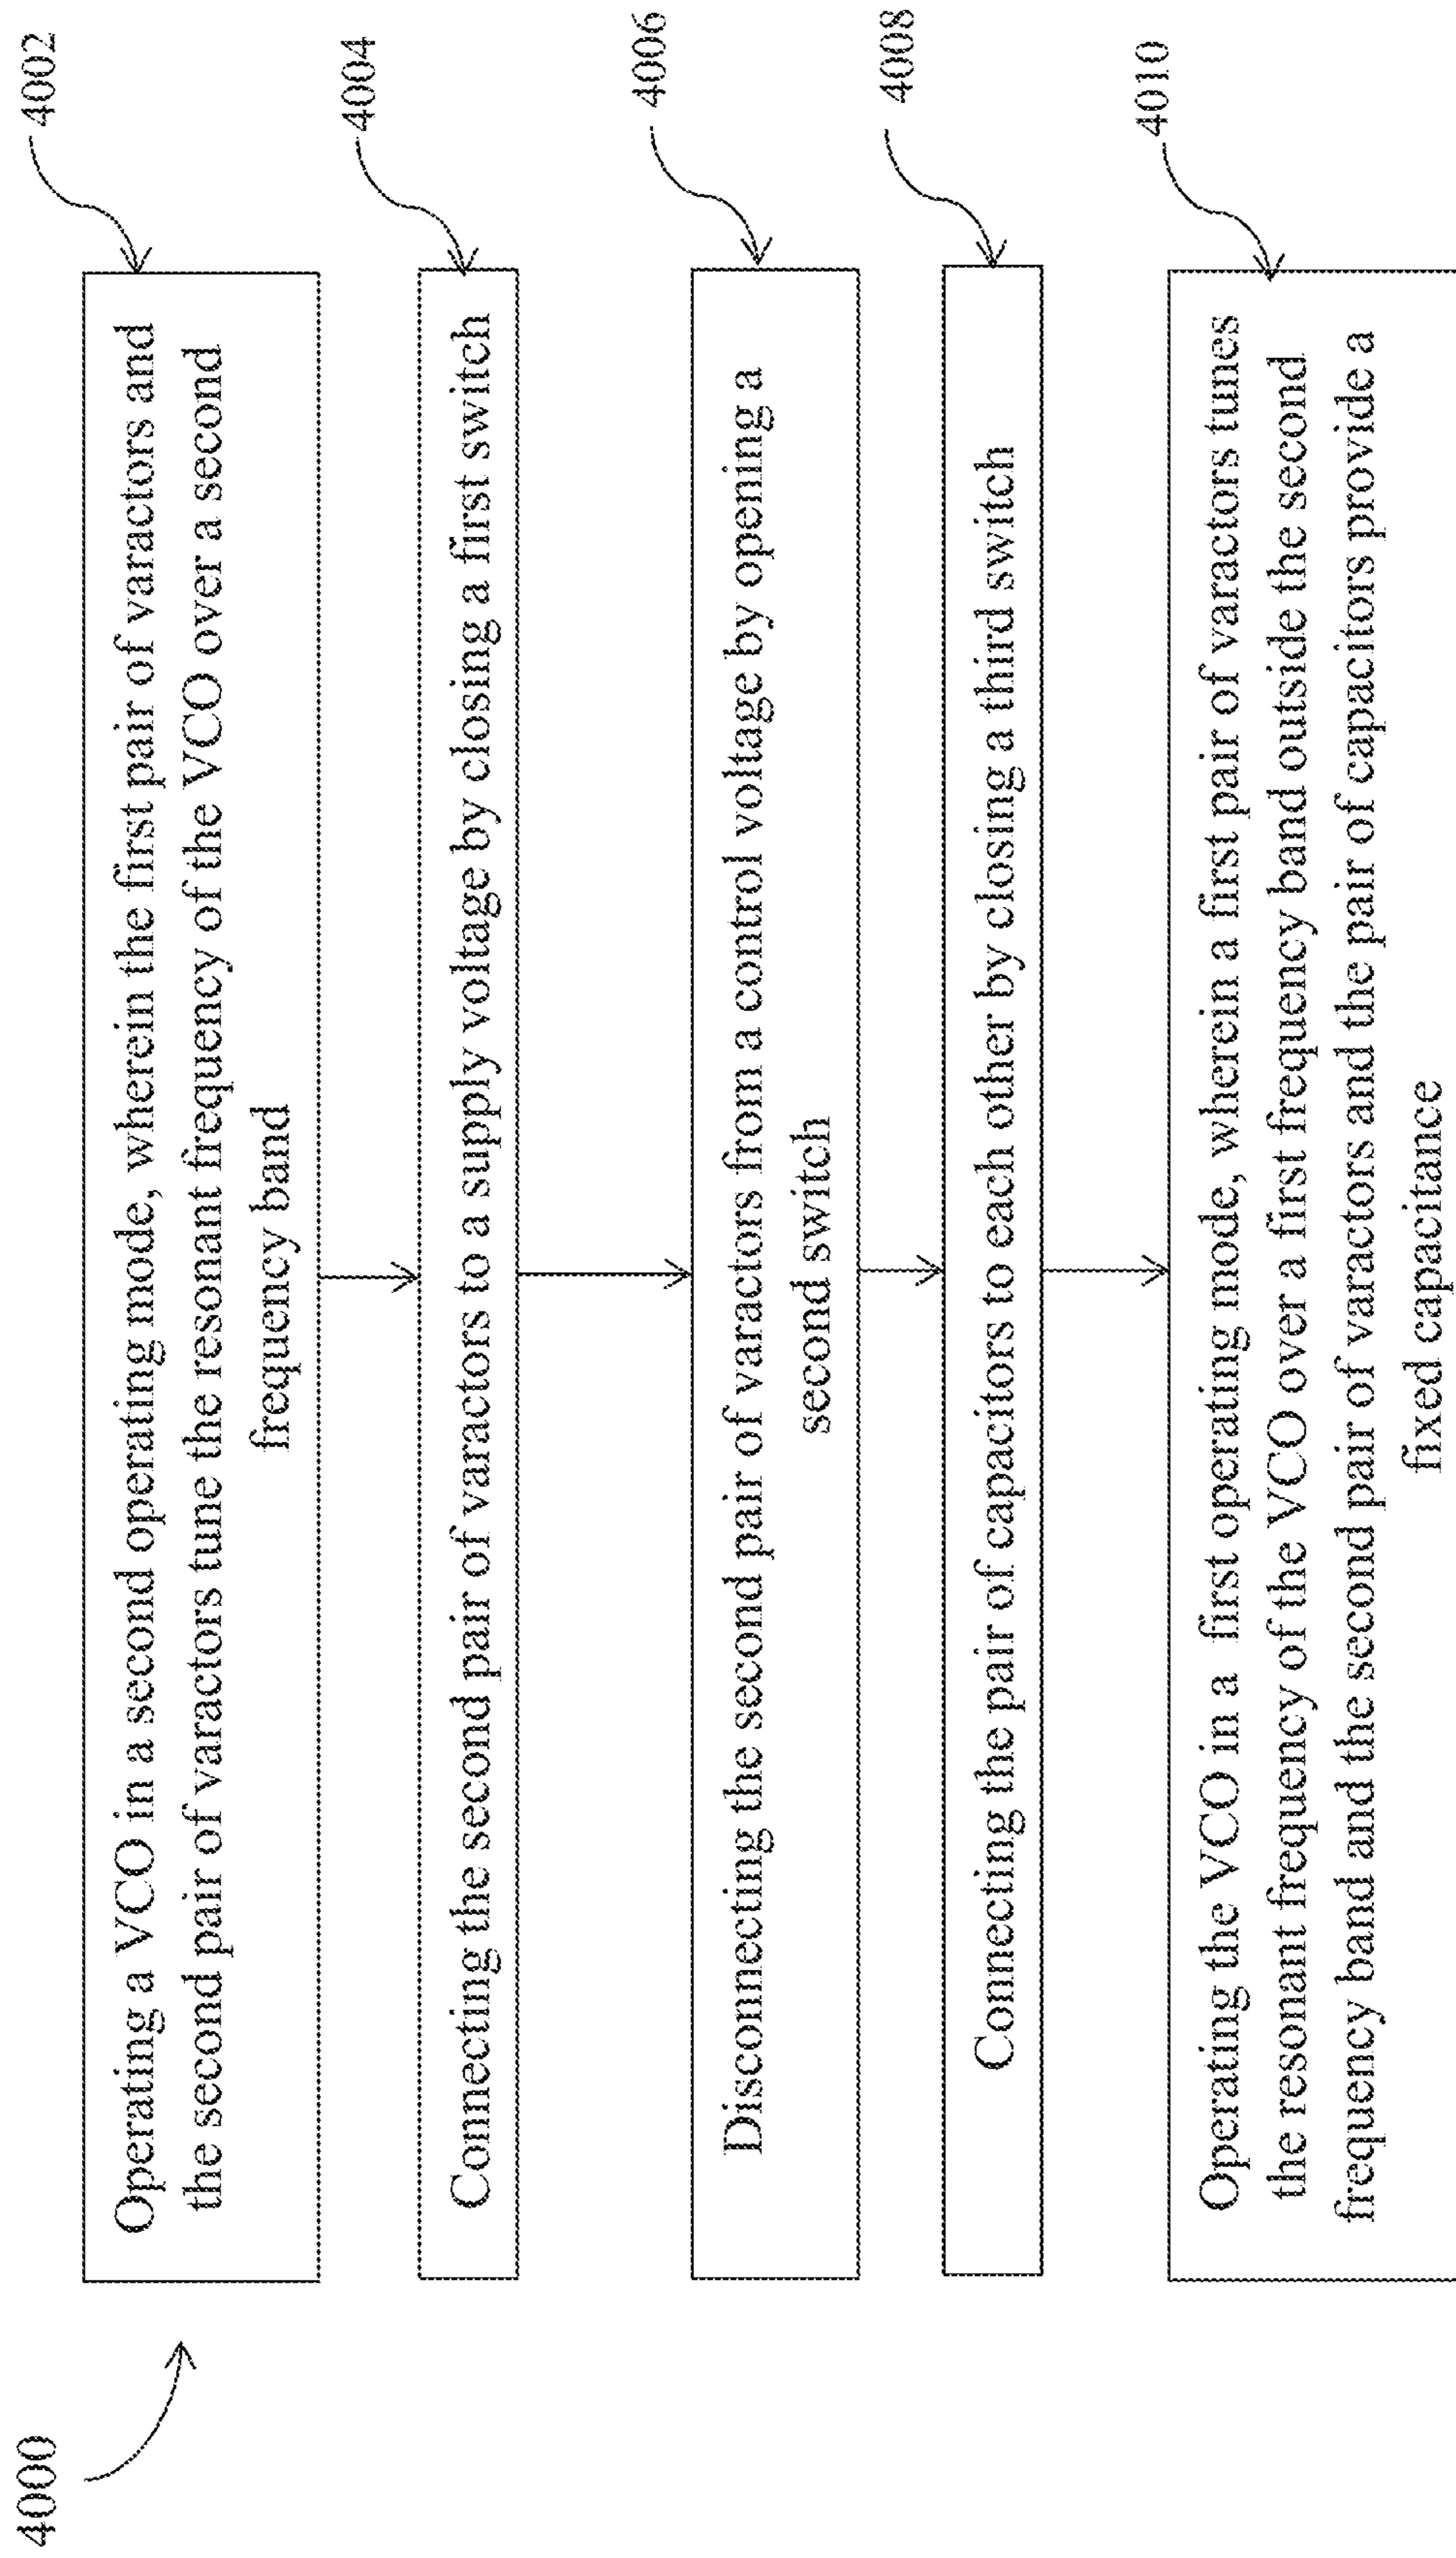 4000
4002
Operating a VCO in a second operating mode, wherein the first pair of varactors and
the second pair of varactors tune the resonant frequency of the VCO over a second
frequency band
4004
Connecting the second pair of varactors to a supply voltage by closing a first switch
4006
Disconnecting the second pair of varactors from a control voltage by opening a
second switch
4008
Connecting the pair of capacitors to each other by closing a third switch
4010
Operating the VCO in a first operating mode, wherein a first pair of varactors tunes
the resonant frequency of the VCO over a first frequency band outside the second
frequency band and the second pair of varactors and the pair of capacitors provide a
fixed capacitance